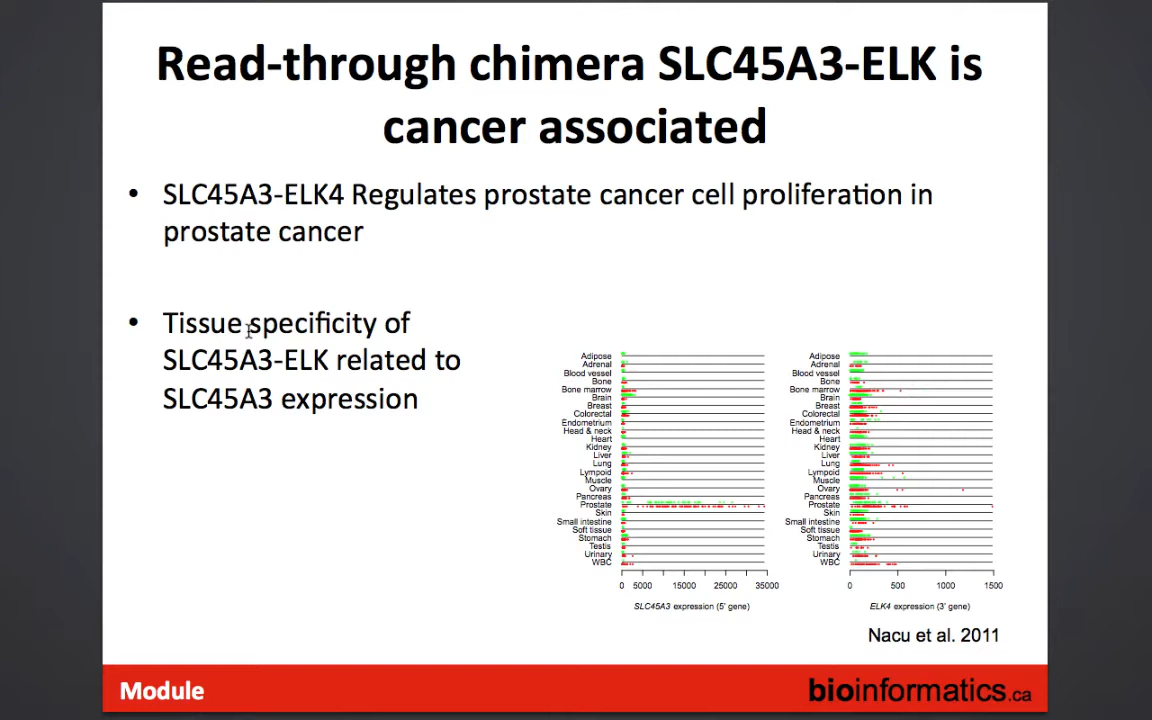 Read-through chimera SLC45A3-ELK is
cancer associated
• SLC45A3-ELK4 Regulates prostate cancer cell proliferation in
prostate cancer
• Tissue specificity of
SLC45A3-ELK related to
SLC45A3 expression
Adipose
Adrenal
Blood vessel
Bone
Bone marrow
Brain
Breast
Colorectal
Endometrium
Head & neck
Heart
Kidney
Liver
Lung
Lympoid
Muscle
Ovary
Pancreas
Prostate
Skin
Small intestine
Soft tissue
Stomach
Testis
Urinary
WBC
0 5000 15000 25000 35000
SLC45A3 expression (5' gene)
Adipose
Adrenal
Blood vessel
Bone
Bone marrow
Brain
Breast
Colorectal
Endometrium
Head & neck
Heart
Kidney
Liver
Lung
Lympoid
Muscle
Ovary
Pancreas
Prostate
Skin
Small intestine
Soft tissue
Stomach
Testis
Urinary
WBC
0 500 1000 1500
ELK4 expression (3' gene)
Nacu et al. 2011
Module
bioinformatics.ca